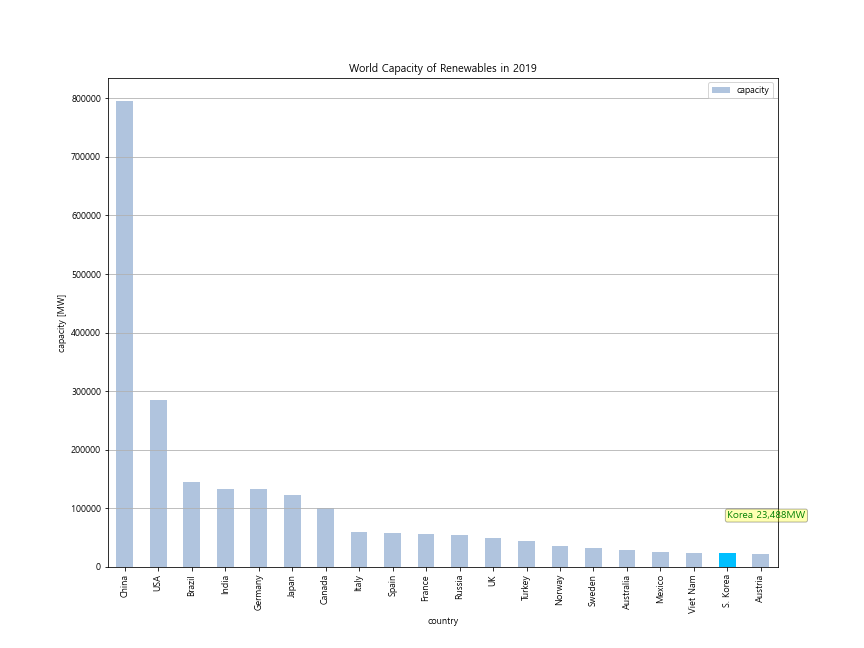 World Capacity of Renewables in 2019
capacity
800000
700000
600000
500000
400000
300000
200000
100000
0
capacity [MW]
Korea 23,488MW
China
USA
Brazil
India
Germany
Japan
Canada
Italy
Spain
France
Russia
UK
Turkey
Norway
Sweden
Australia
Mexico
Viet Nam
S. Korea
Austria
country